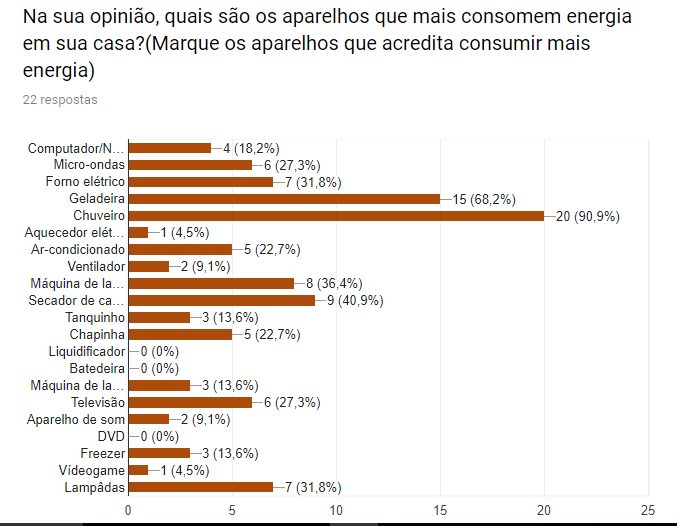 Na sua opinião, quais são os aparelhos que mais consomem energia
em sua casa?(Marque os aparelhos que acredita consumir mais
energia)
22 respostas
Computador/N… 4 (18,2%)
Micro-ondas 6 (27,3%)
Forno elétrico 7 (31,8%)
Geladeira 15 (68,2%)
Chuveiro 20 (90,9%)
Aquecedor elét… 1 (4,5%)
Ar-condicionado 5 (22,7%)
Ventilador 2 (9,1%)
Máquina de la… 8 (36,4%)
Secador de ca… 9 (40,9%)
Tanquinho 3 (13,6%)
Chapinha 5 (22,7%)
Liquidificador 0 (0%)
Batedeira 0 (0%)
Máquina de la… 3 (13,6%)
Televisão 6 (27,3%)
Aparelho de som 2 (9,1%)
DVD 0 (0%)
Freezer 3 (13,6%)
Vídeogame 1 (4,5%)
Lampâdas 7 (31,8%)
0 5 10 15 20 25